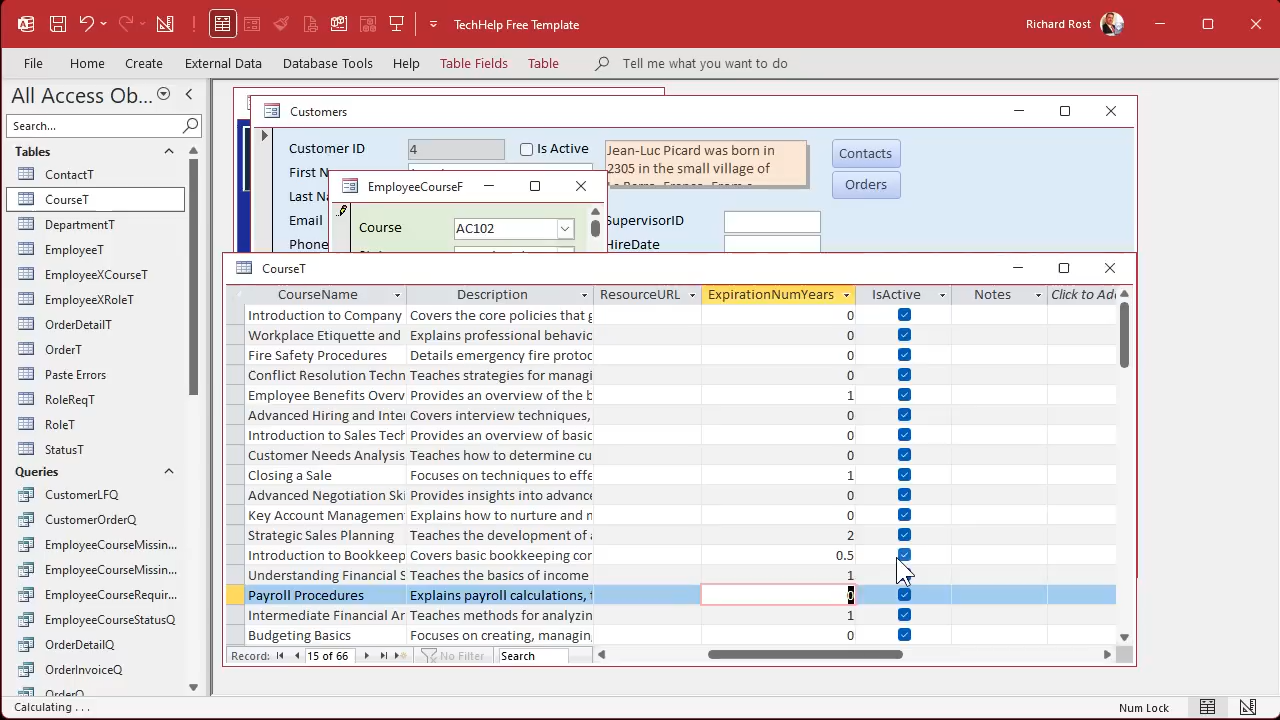 TechHelp Free Template
Richard Rost
File Home Create External Data Database Tools Help Table Fields Table Tell me what you want to do
All Access Ob...
Search...
Tables
ContactT
CourseT
DepartmentT
EmployeeT
EmployeeXCourseT
EmployeeXRoleT
OrderDetailT
OrderT
Paste Errors
RoleReqT
RoleT
StatusT
Queries
CustomerLFQ
CustomerOrderQ
EmployeeCourseMissin...
EmployeeCourseMissin...
EmployeeCourseRequir...
EmployeeCourseStatusQ
OrderDetailQ
OrderInvoiceQ
OrderQ
Customers
Customer ID 4 Is Active
Jean-Luc Picard was born in
2305 in the small village of
Contacts
Orders
First N
Last Na
Email
Phone
SupervisorID
HireDate
EmployeeCourseF
Course AC102
CourseT
CourseName Description ResourceURL ExpirationNumYears IsActive Notes Click to Ad
Introduction to Company Covers the core policies that g 0
Workplace Etiquette and Explains professional behavio 0
Fire Safety Procedures Details emergency fire protoc 0
Conflict Resolution Techn Teaches strategies for managi 0
Employee Benefits Overv Provides an overview of the b 1
Advanced Hiring and Inter Covers interview techniques, 0
Introduction to Sales Tech Provides an overview of basic 0
Customer Needs Analysis Teaches how to determine cu 0
Closing a Sale Focuses on techniques to effe 1
Advanced Negotiation Ski Provides insights into advance 0
Key Account Management Explains how to nurture and m 0
Strategic Sales Planning Teaches the development of a 2
Introduction to Bookkeep Covers basic bookkeeping con 0.5
Understanding Financial S Teaches the basics of income 1
Payroll Procedures Explains payroll calculations, t 0
Intermediate Financial An Teaches methods for analyzin 1
Budgeting Basics Focuses on creating, managing 0
Record: 15 of 66 No Filter Search
Calculating . . .
Num Lock